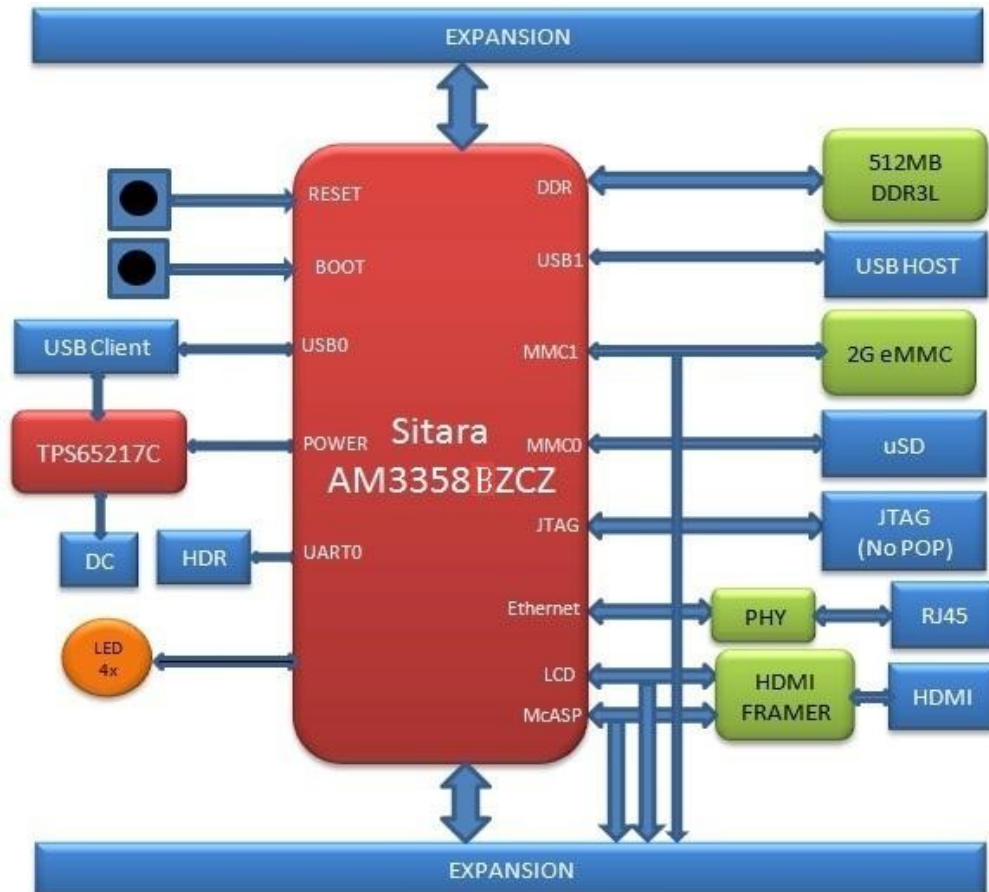 EXPANSION
RESET
DDR
512MB
DDR3L
BOOT
USB1
USB HOST
USB Client
USB0
MMC1
2G eMMC
TPS65217C
POWER
Sitara
AM3358BZCZ
MMC0
uSD
JTAG
JTAG
(No POP)
DC
HDR
UART0
Ethernet
PHY
RJ45
LED
4x
LCD
McASP
HDMI
FRAMER
HDMI
EXPANSION